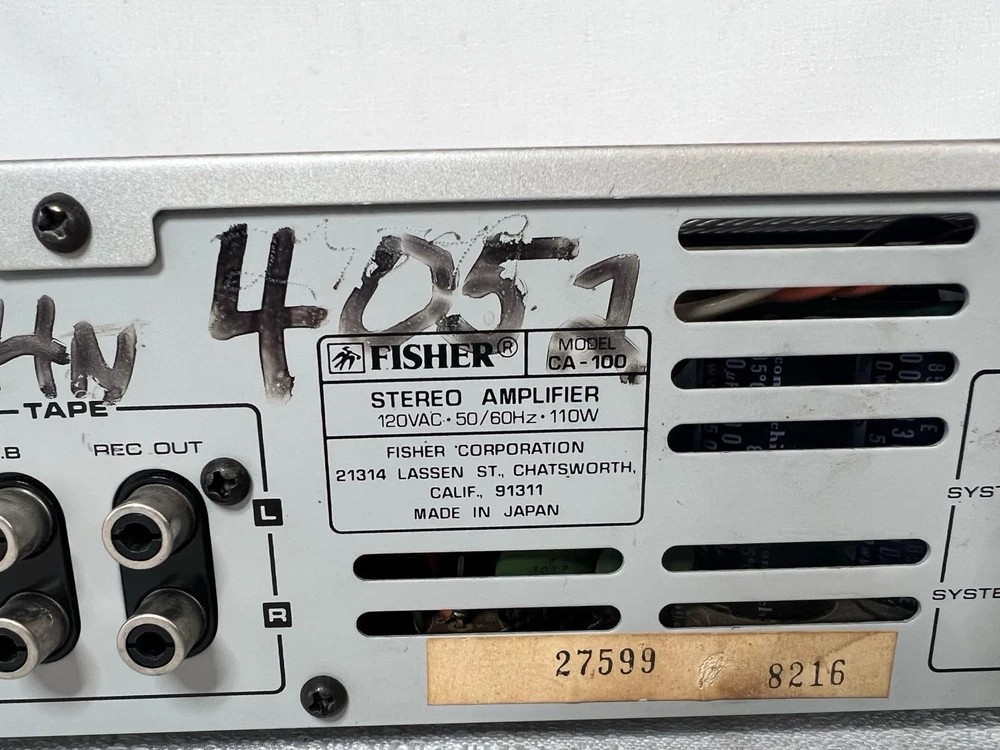 4052
HN
FISHER®
MODEL
CA-100
STEREO AMPLIFIER
120VAC·50/60Hz·110W
FISHER CORPORATION
21314 LASSEN ST., CHATSWORTH,
CALIF., 91311
MADE IN JAPAN
TAPE
B
REC OUT
L
R
SYST
SYSTE
27599
8216